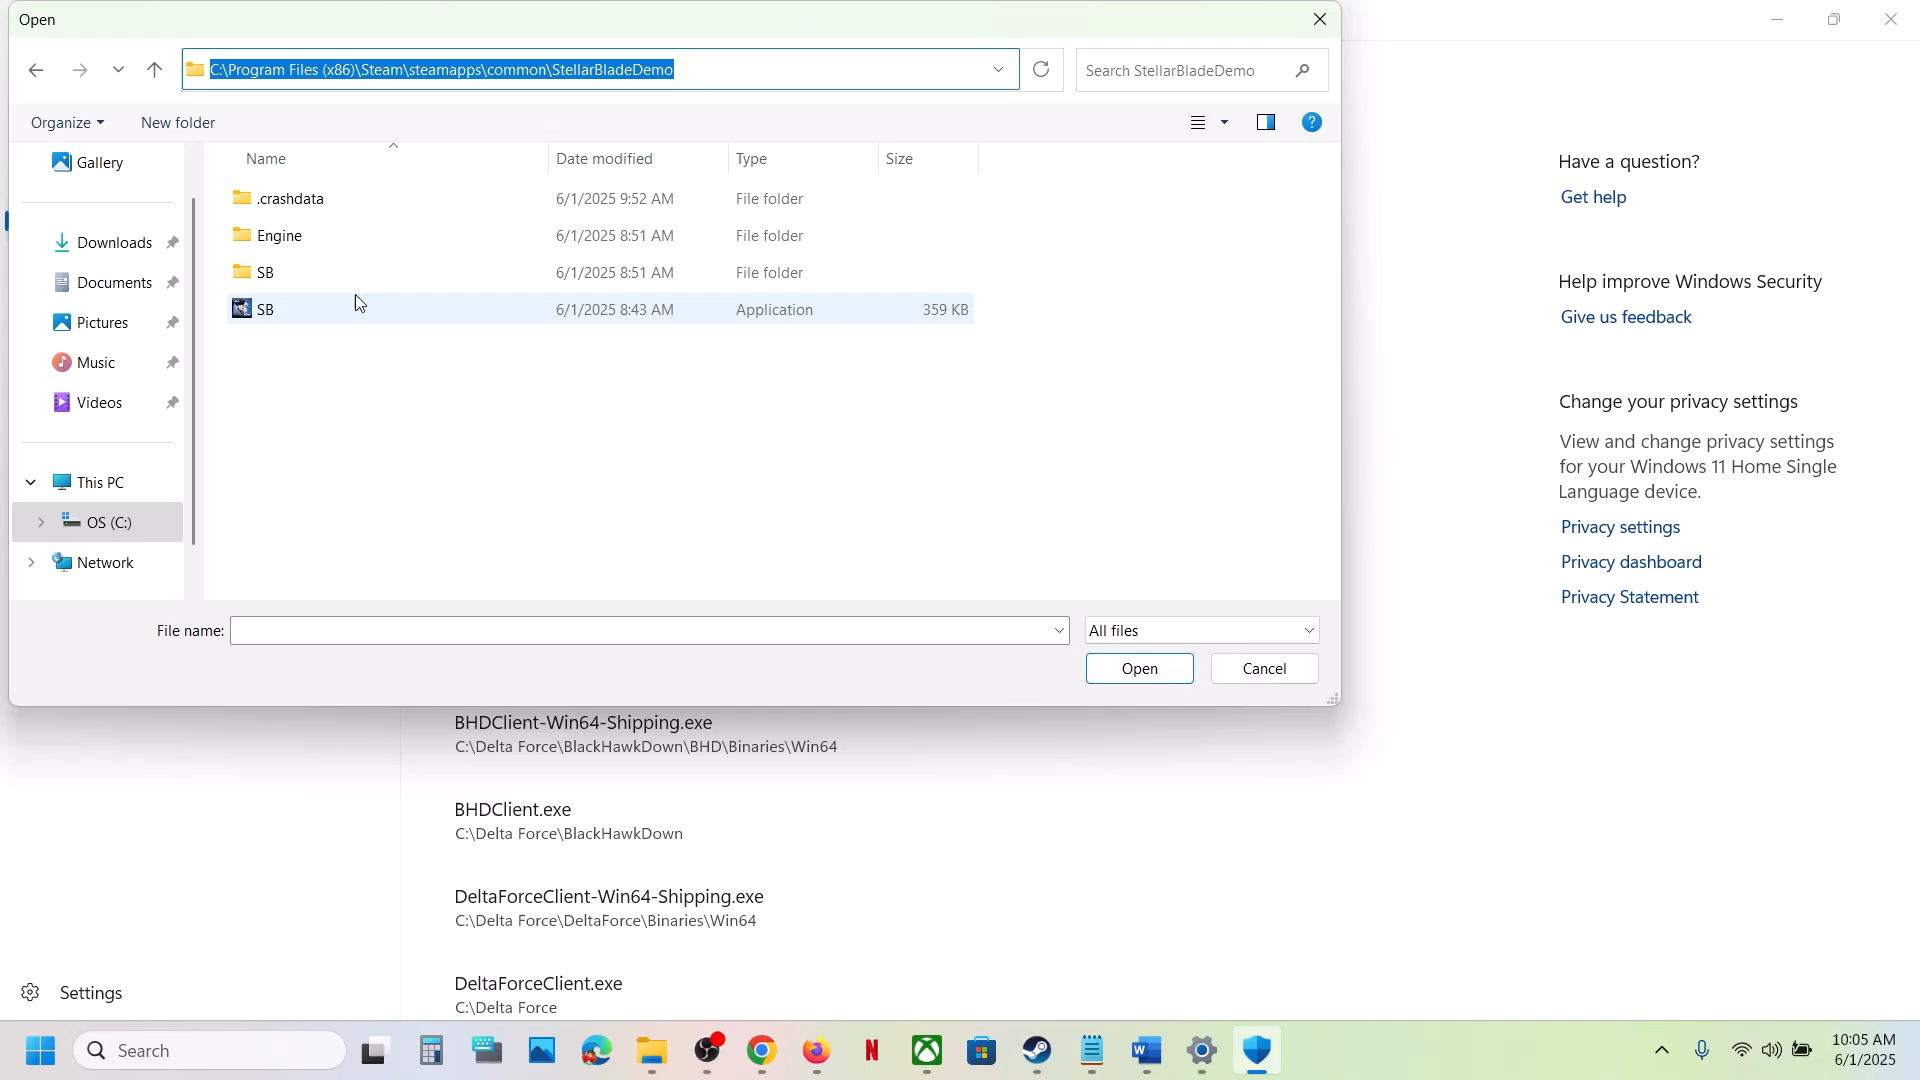 Open
C:\Program Files (x86)\Steam\steamapps\common\StellarBladeDemo
Search StellarBladeDemo
Organize
New folder
Gallery
Downloads
Documents
Pictures
Music
Videos
This PC
OS (C:)
Network
Name
Date modified
Type
Size
.crashdata
6/1/2025 9:52 AM
File folder
Engine
6/1/2025 8:51 AM
File folder
SB
6/1/2025 8:51 AM
File folder
SB
6/1/2025 8:43 AM
Application
359 KB
File name:
All files
Open
Cancel
Have a question?
Get help
Help improve Windows Security
Give us feedback
Change your privacy settings
View and change privacy settings
for your Windows 11 Home Single
Language device.
Privacy settings
Privacy dashboard
Privacy Statement
BHDClient-Win64-Shipping.exe
C:\Delta Force\BlackHawkDown\BHD\Binaries\Win64
BHDClient.exe
C:\Delta Force\BlackHawkDown
DeltaForceClient-Win64-Shipping.exe
C:\Delta Force\DeltaForce\Binaries\Win64
DeltaForceClient.exe
C:\Delta Force
Settings
Search
10:05 AM
6/1/2025